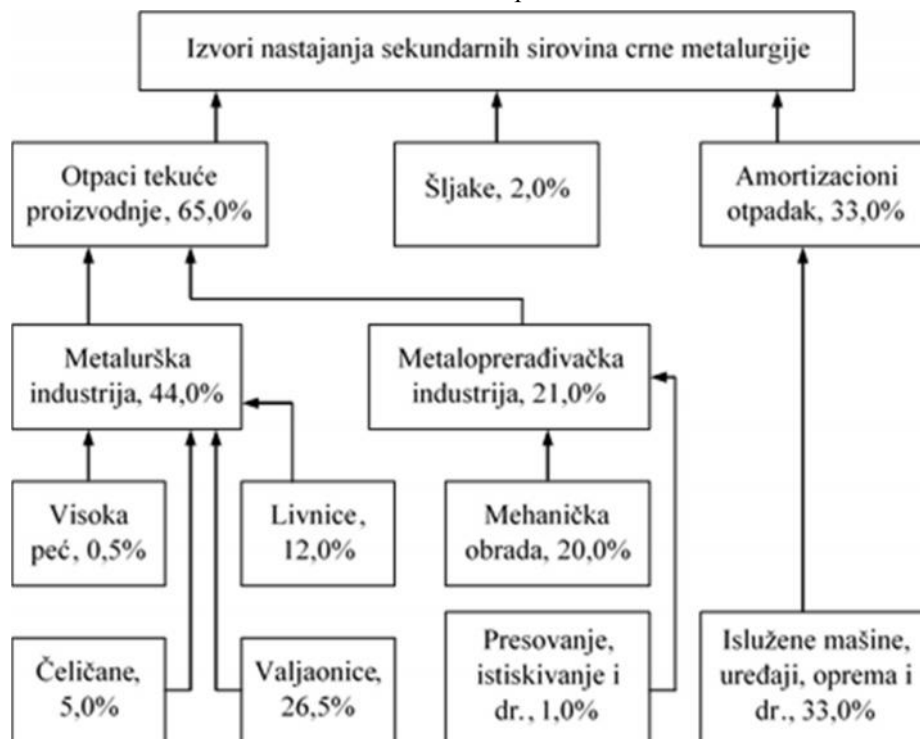 Izvori nastajanja sekundarnih sirovina crne metalurgije
Otpaci tekuće
proizvodnje, 65,0%
Šljake, 2,0%
Amortizacioni
otpadak, 33,0%
Metalurška
industrija, 44,0%
Metaloprerađivačka
industrija, 21,0%
Visoka
peć, 0,5%
Livnice,
12,0%
Mehanička
obrada, 20,0%
Čeličane,
5,0%
Valjaonice,
26,5%
Presovanje,
istiskivanje i
dr., 1,0%
Islužene mašine,
uređaji, oprema i
dr., 33,0%